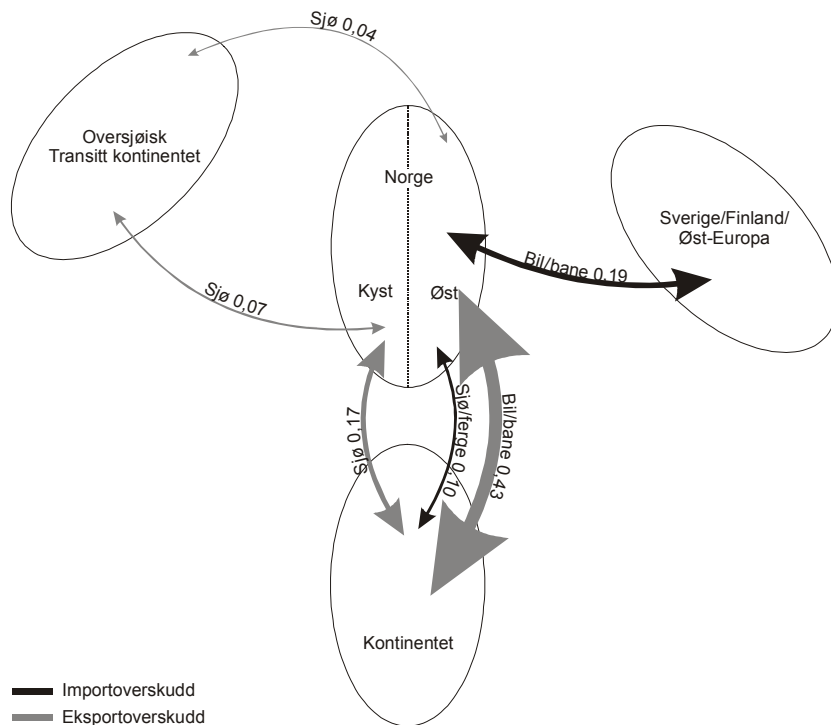 Sjø 0,04
Oversjøisk
Transitt kontinentet
Norge
Sverige/Finland/
Øst-Europa
Bil/bane 0,19
Sjø 0,07
Kyst
Øst
Sjø 0,17
Sjø/ferge 0,10
Bil/bane 0,43
Kontinentet
Importoverskudd
Eksportoverskudd